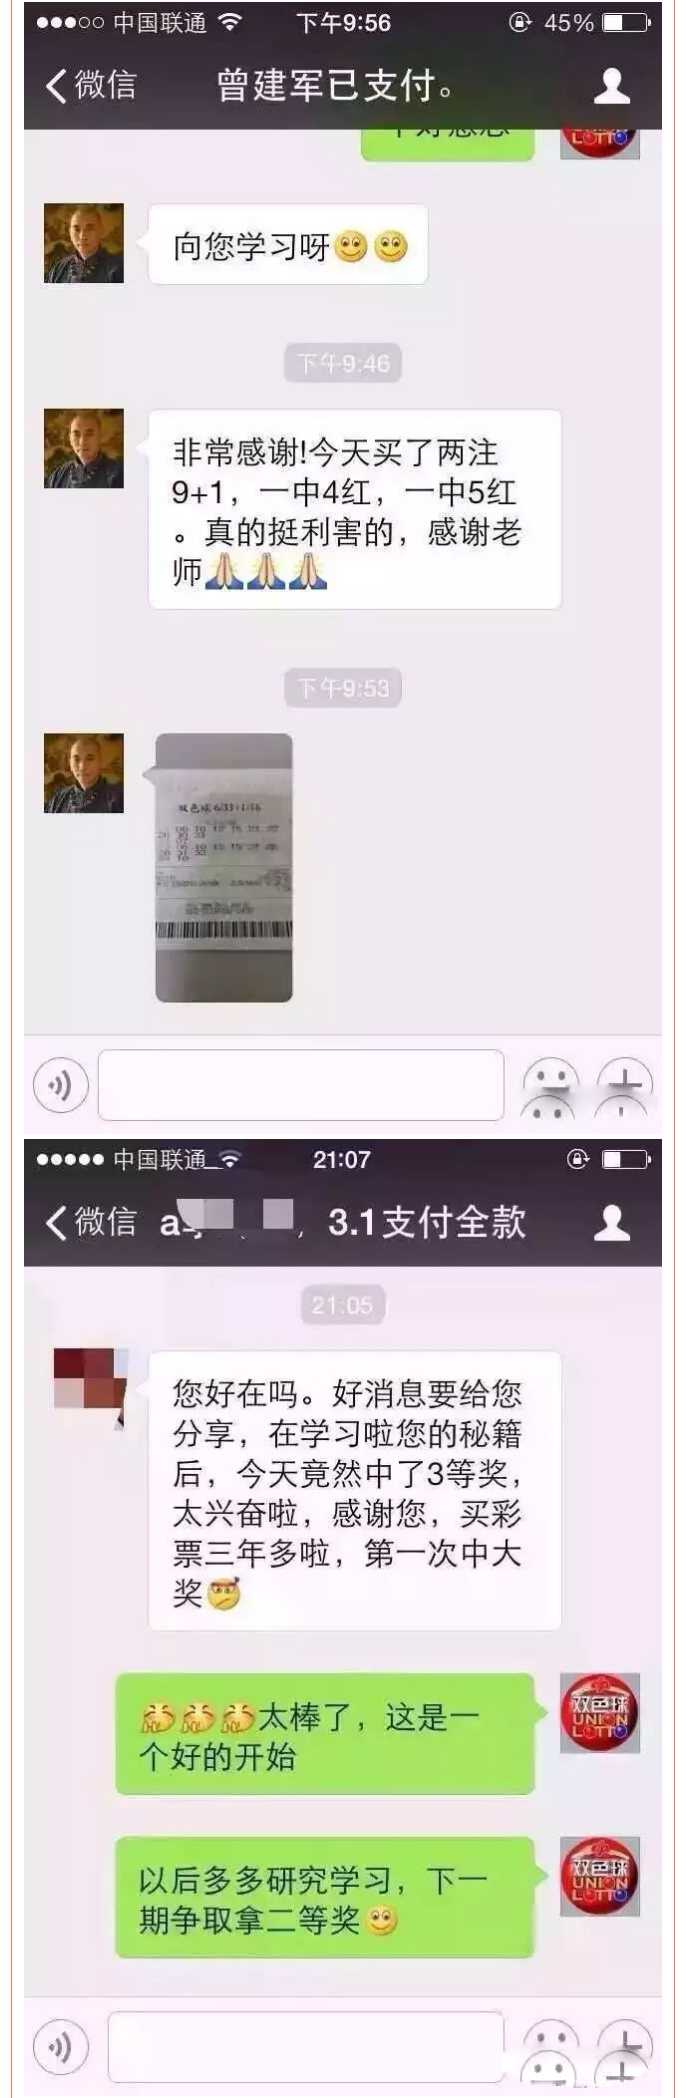 中国联通 下午9:56 45%
微信 曾建军已支付。
LOTTO
向您学习呀
下午9:46
非常感谢!今天买了两注
9+1，一中4红，一中5红
。真的挺利害的，感谢老
师
下午9:53
双色球 6/33+1/16
中国联通 21:07
微信 a 3.1支付全款
21:05
您好在吗。好消息要给您
分享，在学习啦您的秘籍
后，今天竟然中了3等奖，
太兴奋啦，感谢您，买彩
票三年多啦，第一次中大
奖
太棒了，这是一
个好的开始
双色球
UNION
LOTTO
以后多多研究学习，下一
期争取拿二等奖
双色球
UNION
LOTTO